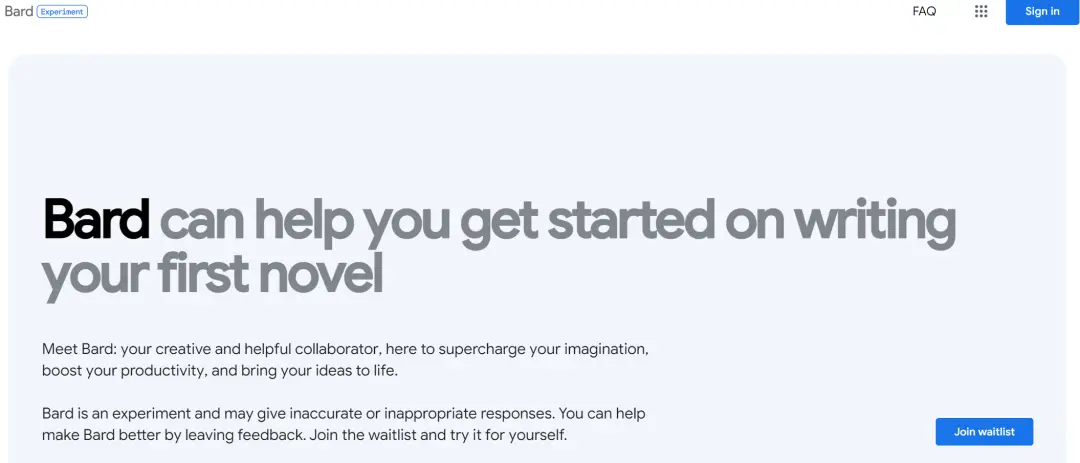 Bard Experiment FAQ Sign in
Bard can help you get started on writing
your first novel
Meet Bard: your creative and helpful collaborator, here to supercharge your imagination,
boost your productivity, and bring your ideas to life.
Bard is an experiment and may give inaccurate or inappropriate responses. You can help
make Bard better by leaving feedback. Join the waitlist and try it for yourself.
Join waitlist